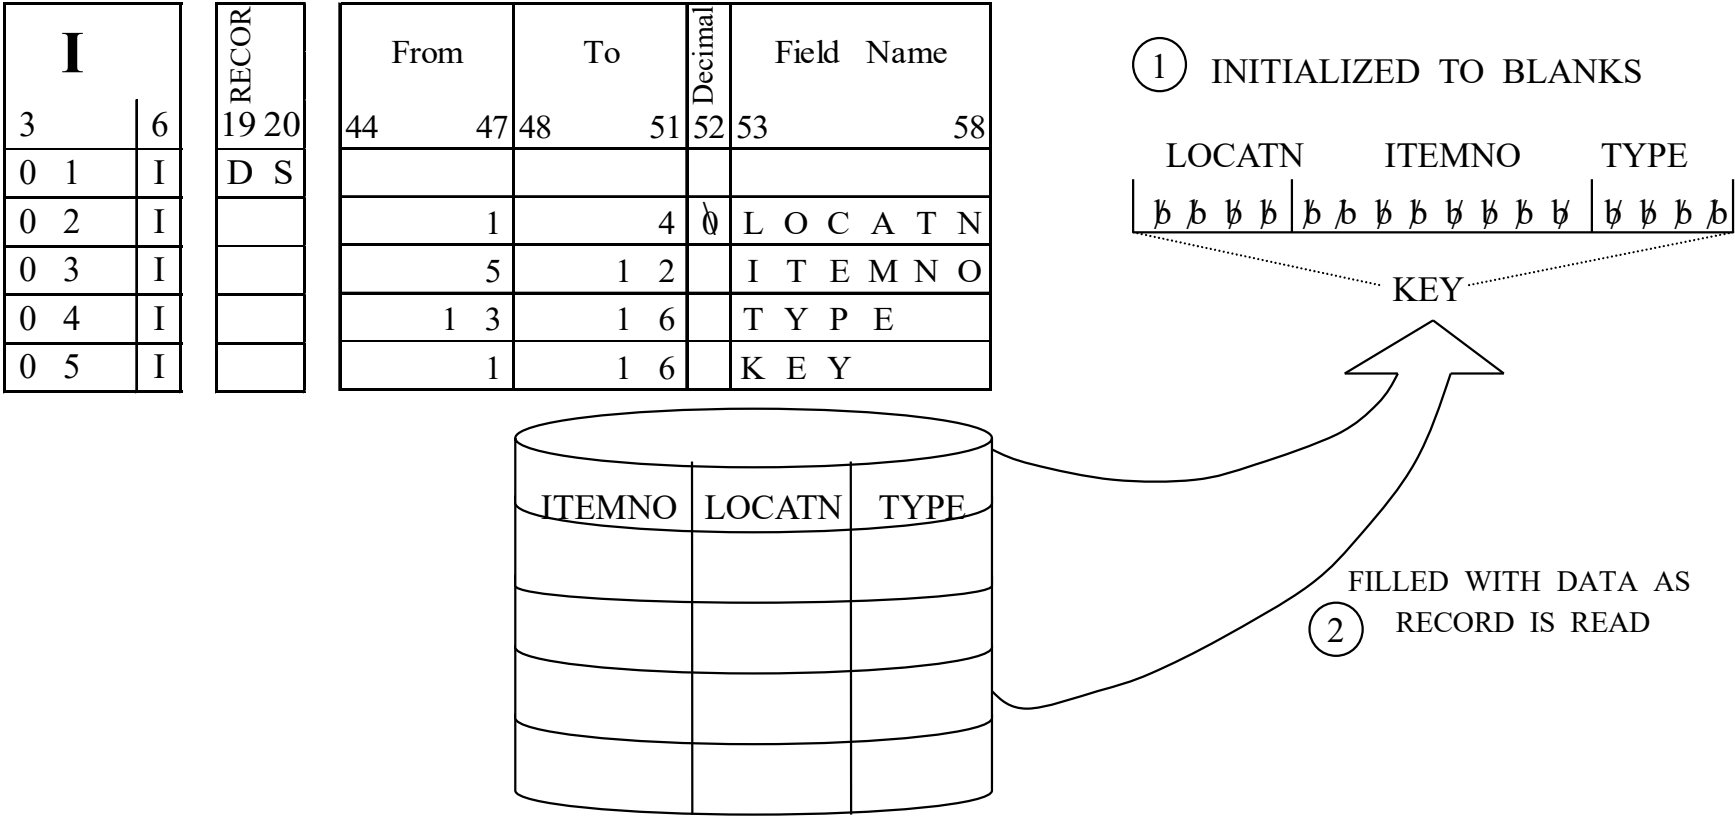 I RECOR From To Decimal Field Name
3 6 19 20 44 47 48 51 52 53 58
0 1 I D S
0 2 I 1 4 0 L O C A T N
0 3 I 5 1 2 I T E M N O
0 4 I 1 3 1 6 T Y P E
0 5 I 1 1 6 K E Y
1 INITIALIZED TO BLANKS
LOCATN ITEMNO TYPE
b b b b b b b b b b b b b b b b
KEY
ITEMNO LOCATN TYPE
FILLED WITH DATA AS
2 RECORD IS READ